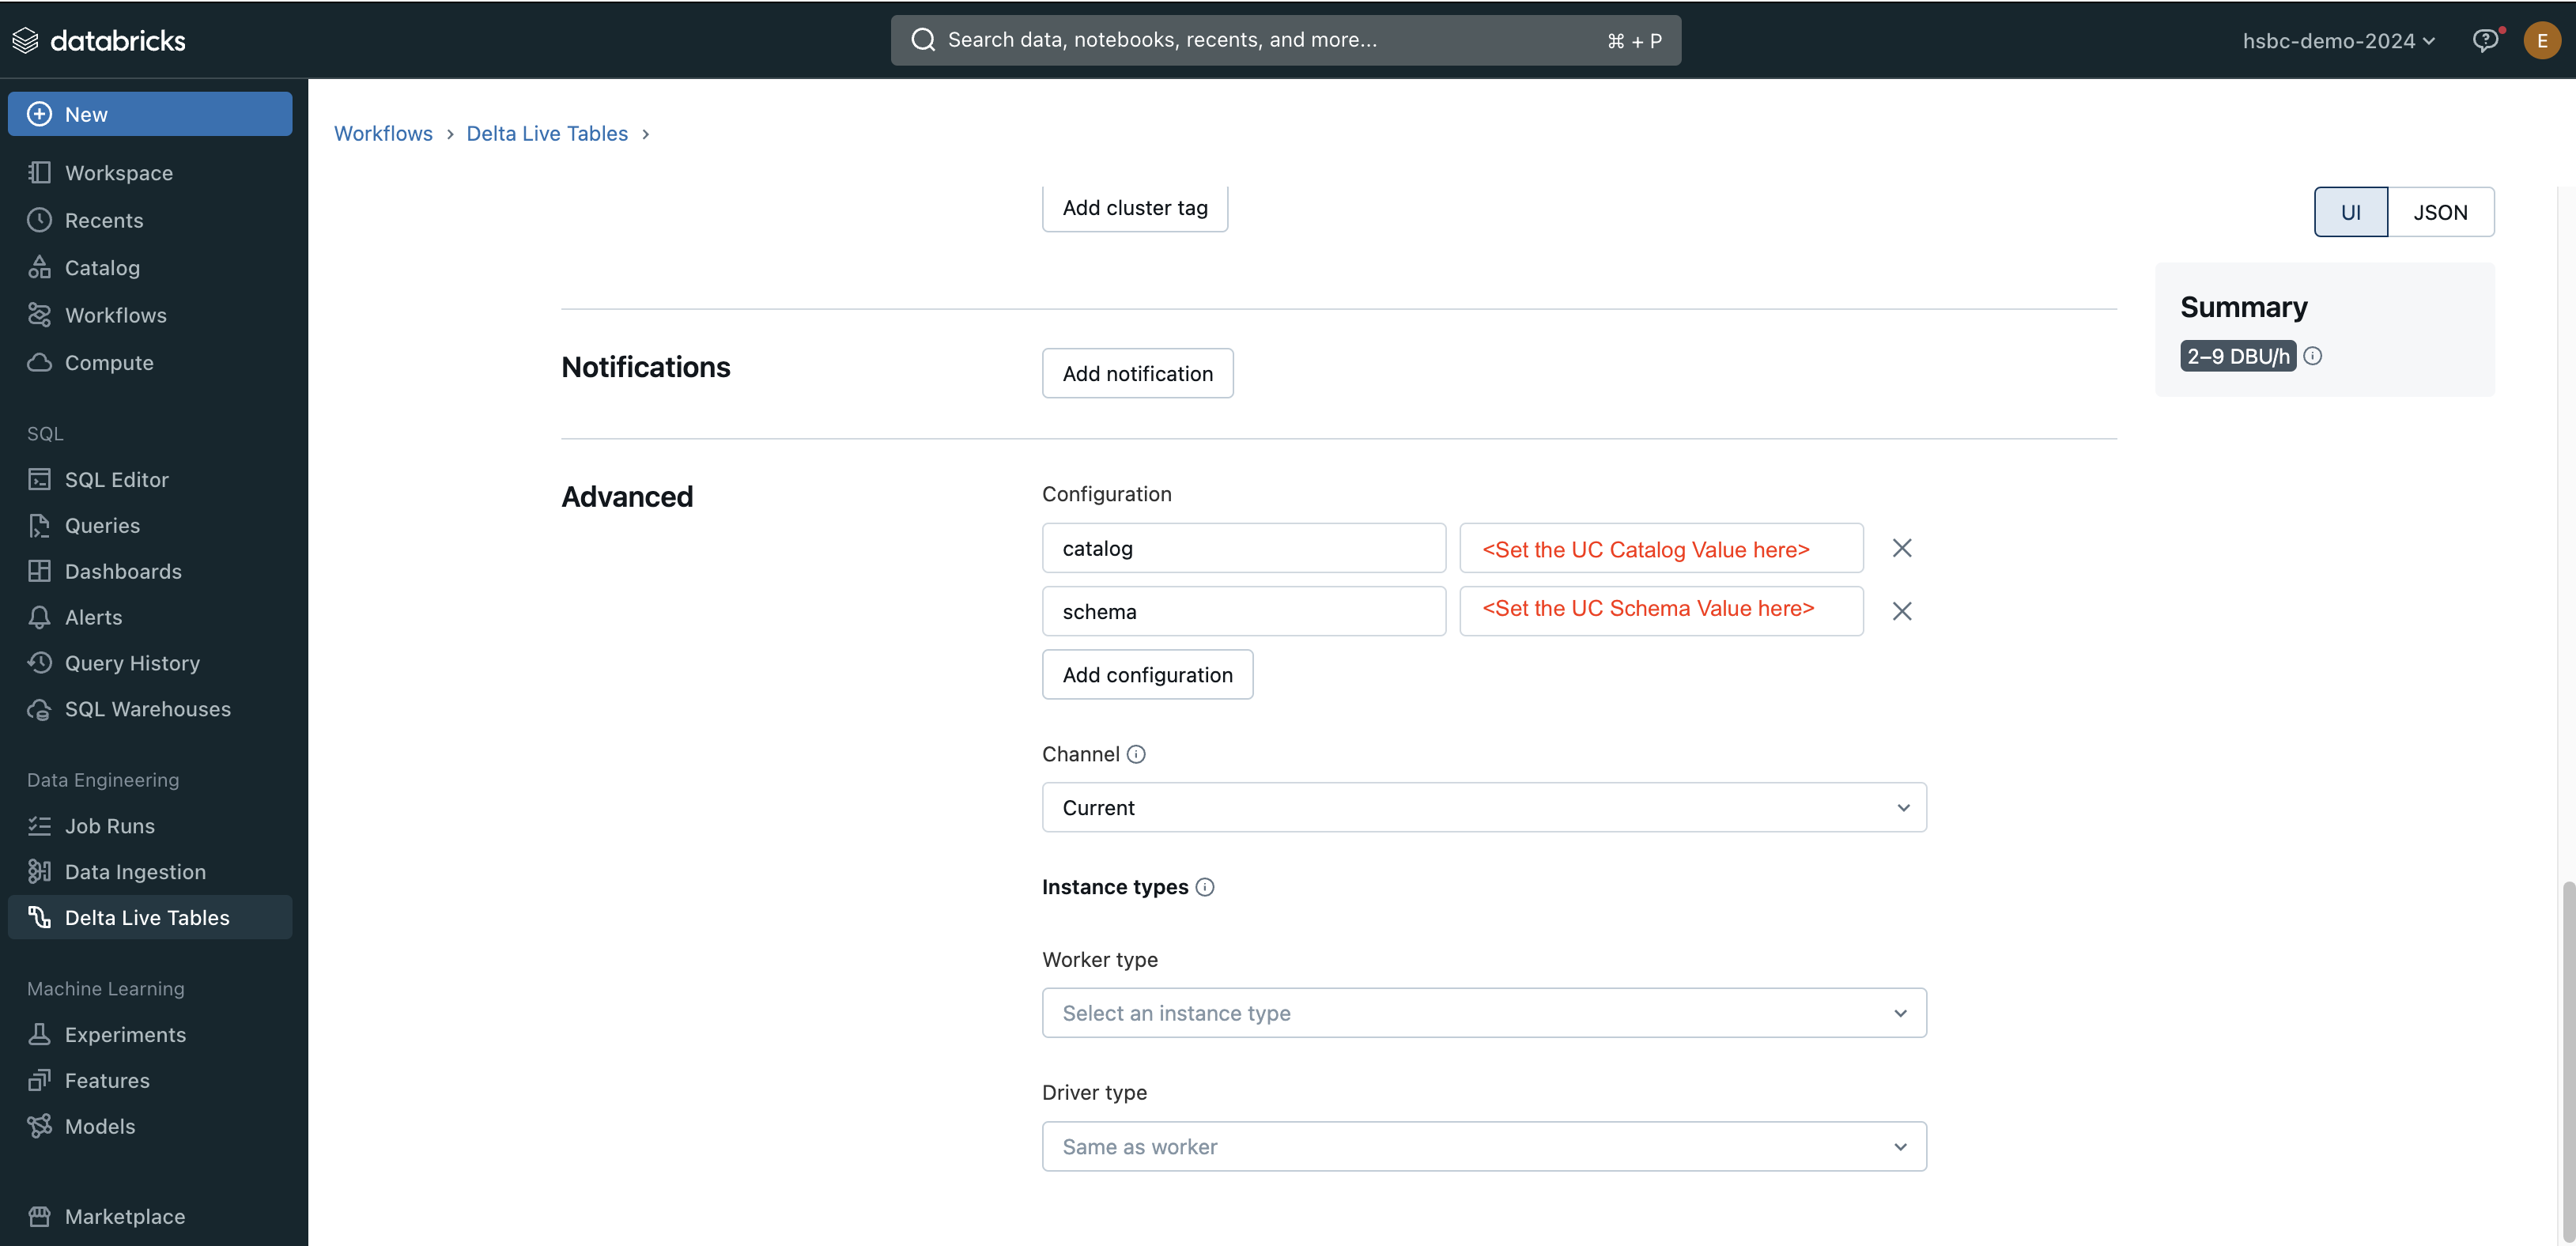 databricks
Search data, notebooks, recents, and more...
⌘ + P
hsbc-demo-2024
E
New
Workspace
Recents
Catalog
Workflows
Compute
SQL
SQL Editor
Queries
Dashboards
Alerts
Query History
SQL Warehouses
Data Engineering
Job Runs
Data Ingestion
Delta Live Tables
Machine Learning
Experiments
Features
Models
Marketplace
Workflows › Delta Live Tables ›
Add cluster tag
UI JSON
Summary
2–9 DBU/h
Notifications
Add notification
Advanced
Configuration
catalog <Set the UC Catalog Value here>
schema <Set the UC Schema Value here>
Add configuration
Channel
Current
Instance types
Worker type
Select an instance type
Driver type
Same as worker